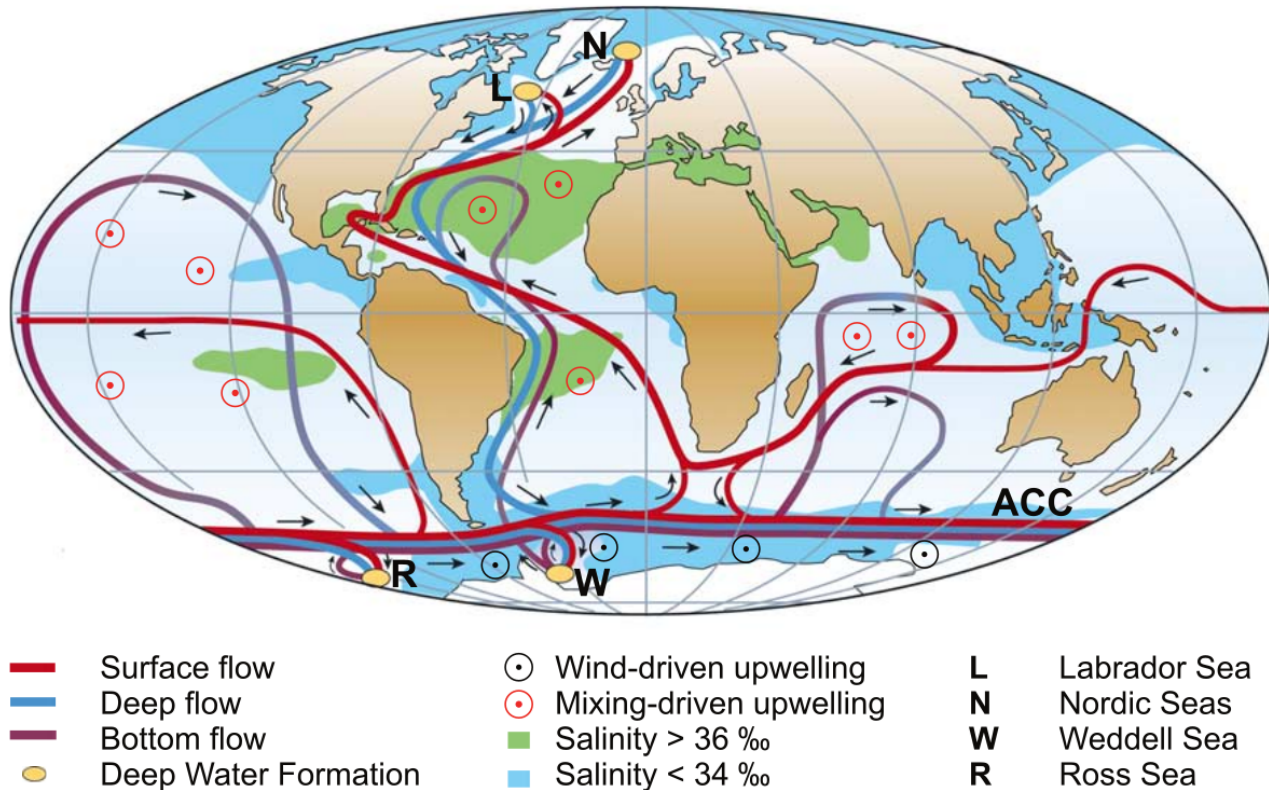 N
L
ACC
R
W
Surface flow
Deep flow
Bottom flow
Deep Water Formation
Wind-driven upwelling
Mixing-driven upwelling
Salinity > 36 ‰
Salinity < 34 ‰
L Labrador Sea
N Nordic Seas
W Weddell Sea
R Ross Sea